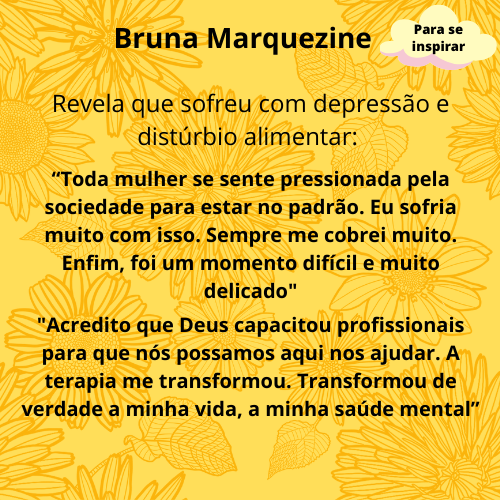 Bruna Marquezine
Para se
inspirar
Revela que sofreu com depressão e
distúrbio alimentar:
“Toda mulher se sente pressionada pela
sociedade para estar no padrão. Eu sofria
muito com isso. Sempre me cobrei muito.
Enfim, foi um momento difícil e muito
delicado"
"Acredito que Deus capacitou profissionais
para que nós possamos aqui nos ajudar. A
terapia me transformou. Transformou de
verdade a minha vida, a minha saúde mental”